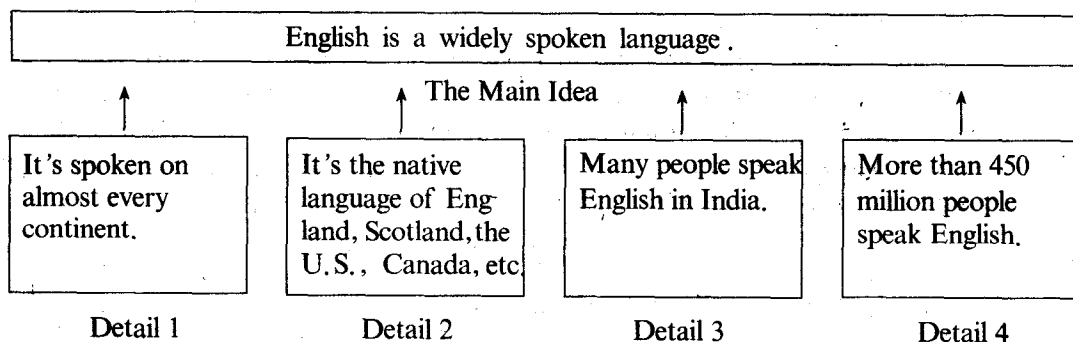 English is a widely spoken language.
The Main Idea
It's spoken on
almost every
continent.
It's the native
language of Eng-
land, Scotland, the
U.S., Canada, etc.
Many people speak
English in India.
More than 450
million people
speak English.
Detail 1
Detail 2
Detail 3
Detail 4